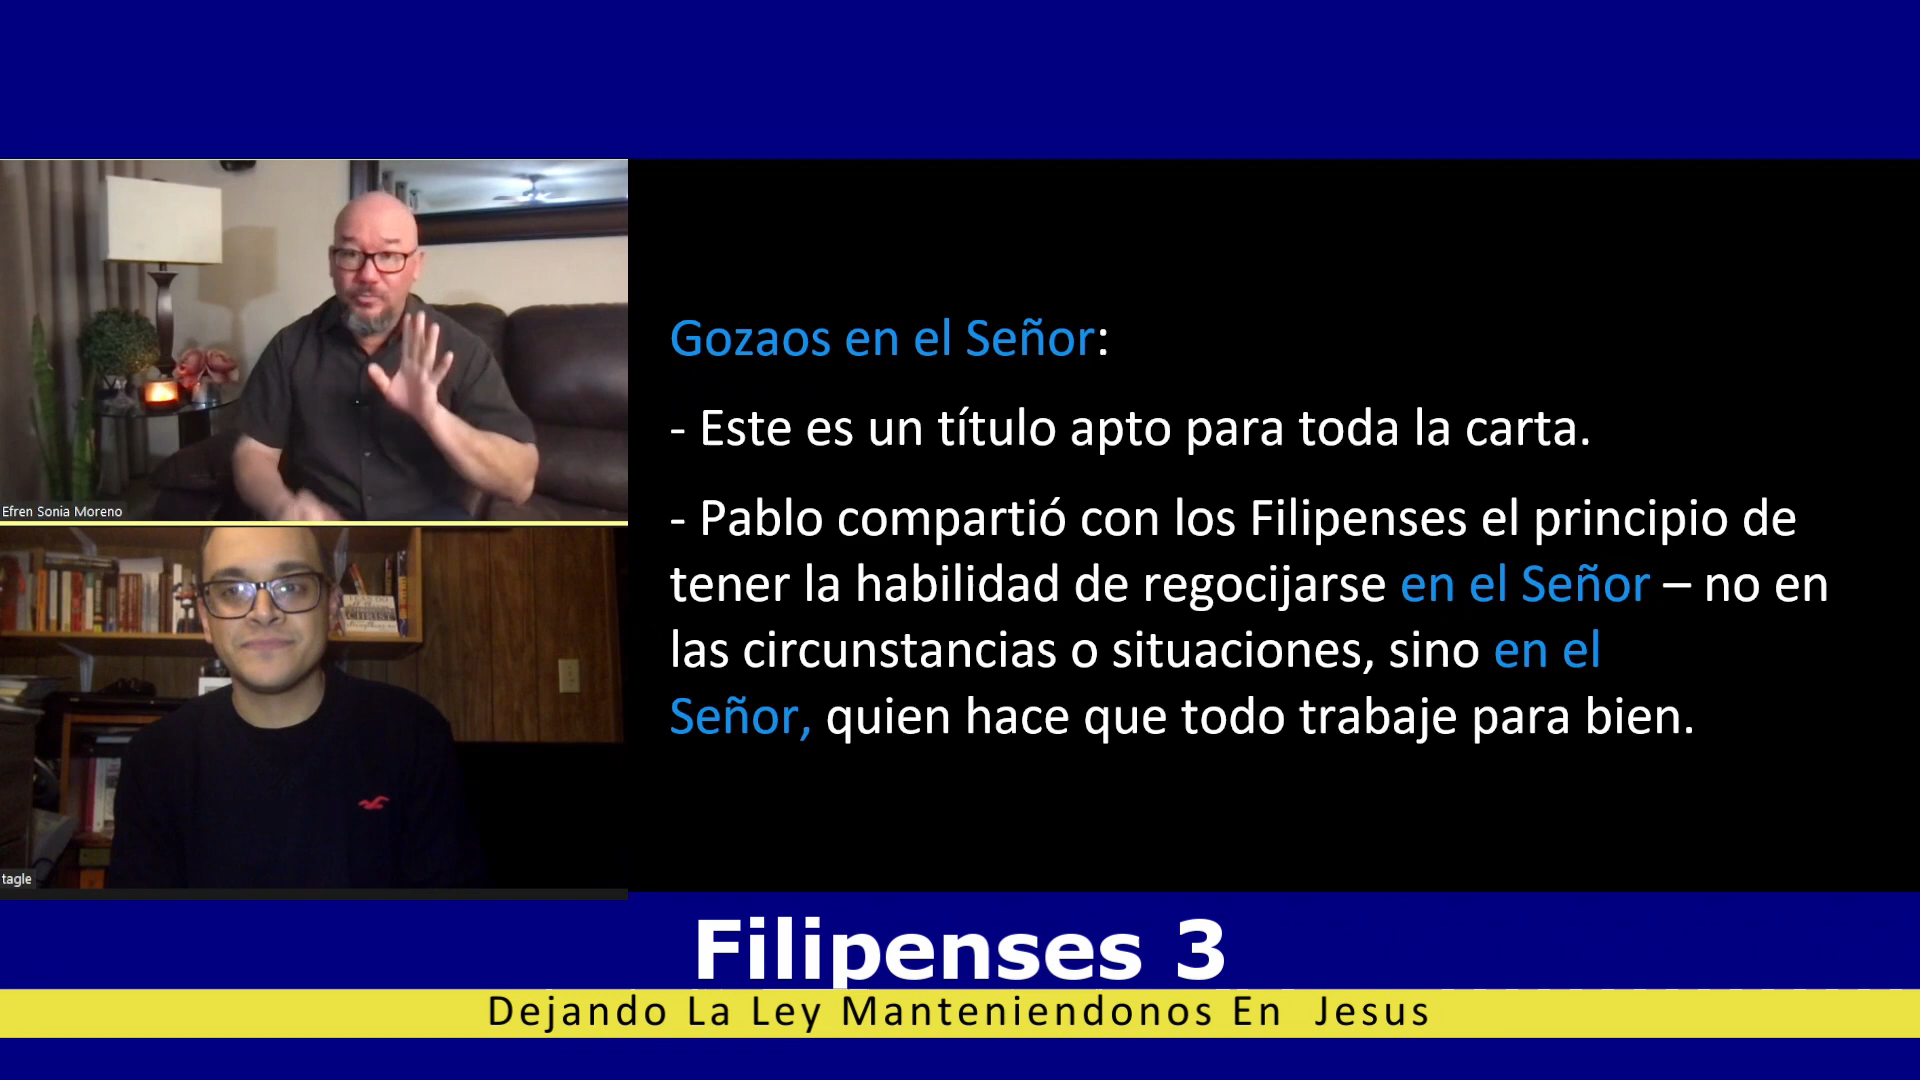 Efren Sonia Moreno
tagle
Gozaos en el Señor:
- Este es un título apto para toda la carta.
- Pablo compartió con los Filipenses el principio de
tener la habilidad de regocijarse en el Señor – no en
las circunstancias o situaciones, sino en el
Señor, quien hace que todo trabaje para bien.
Filipenses 3
Dejando La Ley Manteniendonos En  Jesus